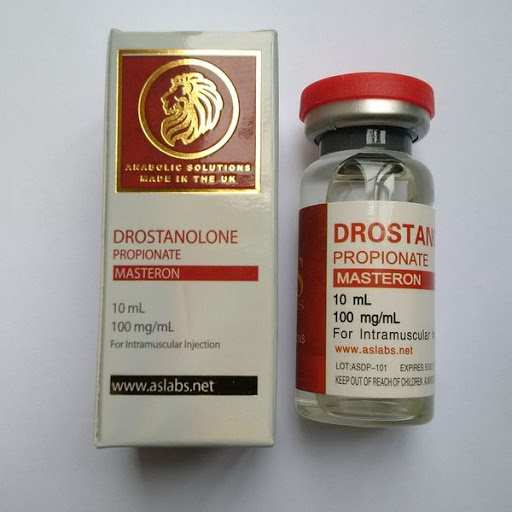 ANABOLIC SOLUTIONS
MADE IN THE UK
DROSTANOLONE
PROPIONATE
MASTERON
10 mL
100 mg/mL
For Intramuscular Injection
www.aslabs.net
DROSTAN
PROPIONATE
MASTERON
10 mL
100 mg/mL
For Intramuscular
www.aslabs.net
LOT:ASDP-101 EXPIRES:
KEEP OUT OF REACH OF CHILDREN.